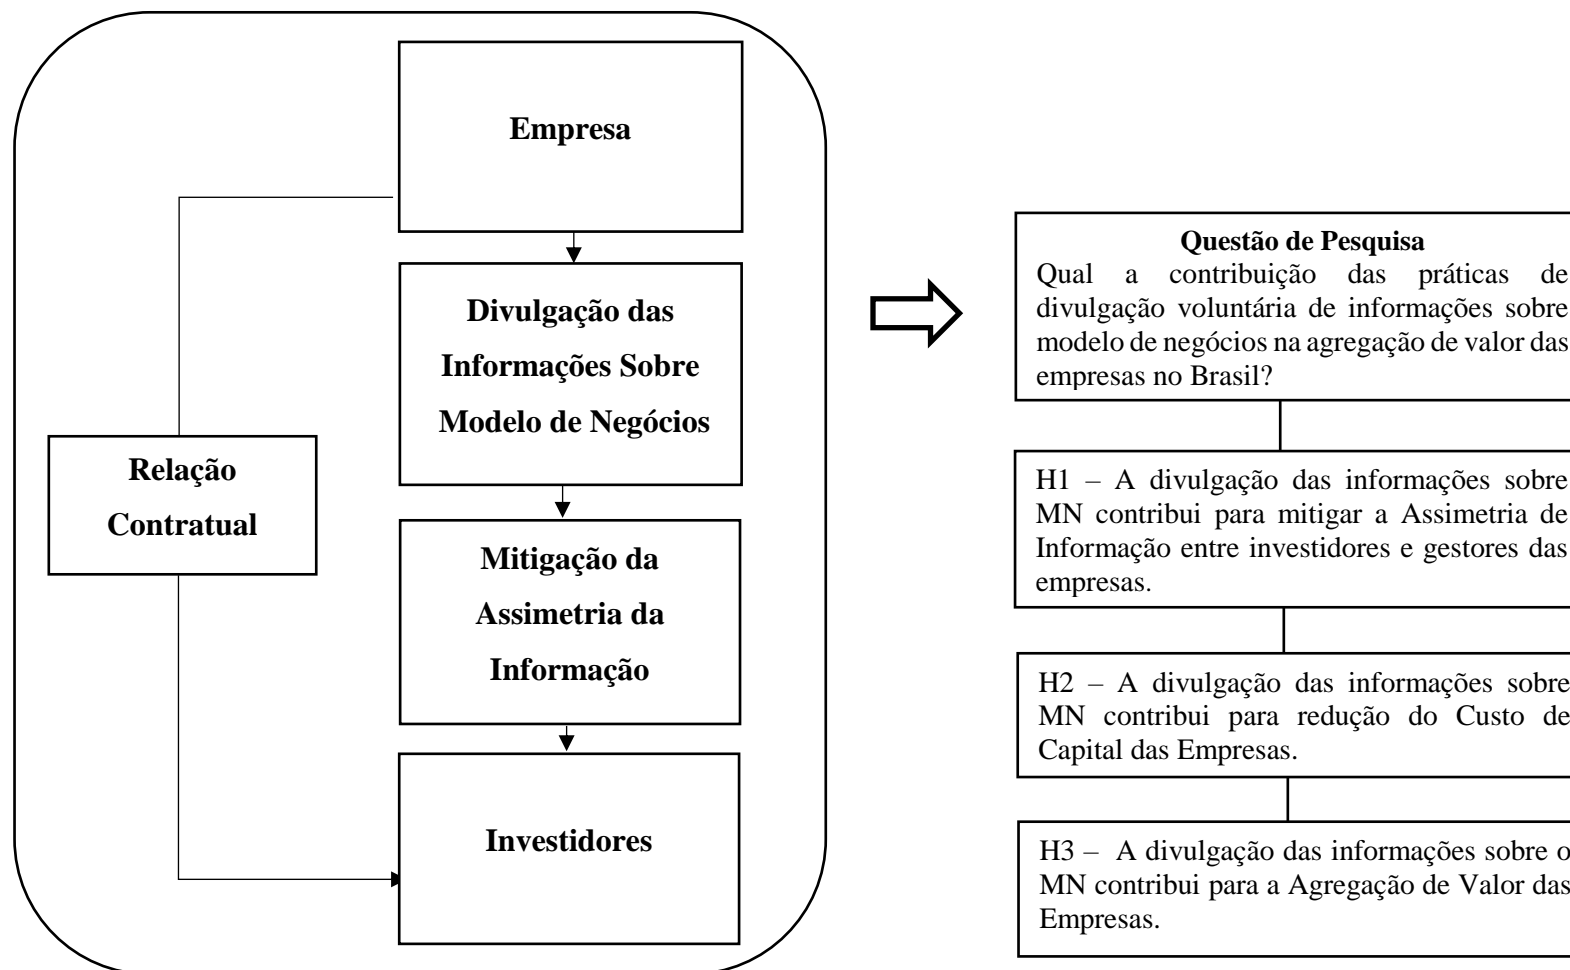 Empresa
Divulgação das
Informações Sobre
Modelo de Negócios
Relação
Contratual
Mitigação da
Assimetria da
Informação
Investidores
Questão de Pesquisa
Qual a contribuição das práticas de
divulgação voluntária de informações sobre
modelo de negócios na agregação de valor das
empresas no Brasil?
H1 – A divulgação das informações sobre
MN contribui para mitigar a Assimetria de
Informação entre investidores e gestores das
empresas.
H2 – A divulgação das informações sobre
MN contribui para redução do Custo de
Capital das Empresas.
H3 – A divulgação das informações sobre o
MN contribui para a Agregação de Valor das
Empresas.